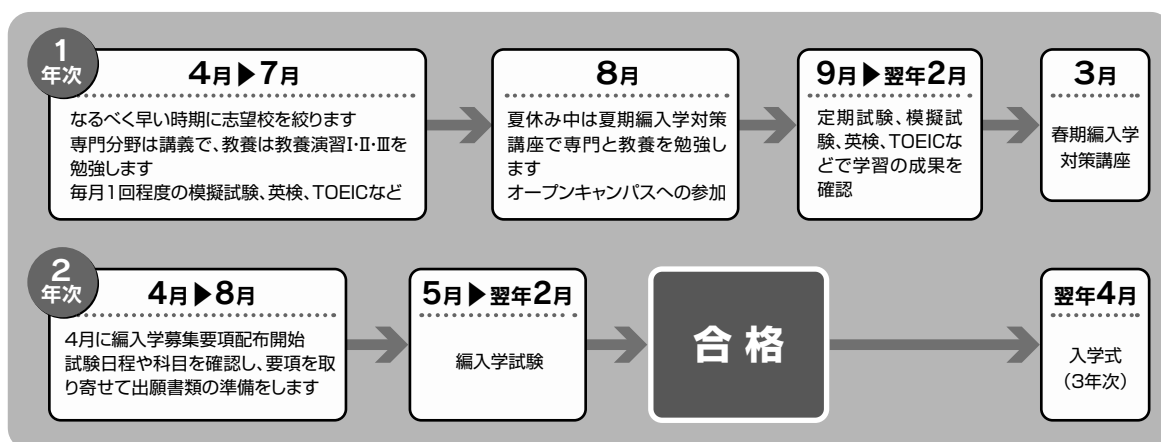 1
年次
4月▶7月
なるべく早い時期に志望校を絞ります
専門分野は講義で、教養は教養演習Ⅰ・Ⅱ・Ⅲを
勉強します
毎月1回程度の模擬試験、英検、TOEICなど
8月
夏休み中は夏期編入学対策
講座で専門と教養を勉強し
ます
オープンキャンパスへの参加
9月▶翌年2月
定期試験、模擬試
験、英検、TOEICな
どで学習の成果を
確認
3月
春期編入学
対策講座
2
年次
4月▶8月
4月に編入学募集要項配布開始
試験日程や科目を確認し、要項を取
り寄せて出願書類の準備をします
5月▶翌年2月
編入学試験
合格
翌年4月
入学式
（3年次）